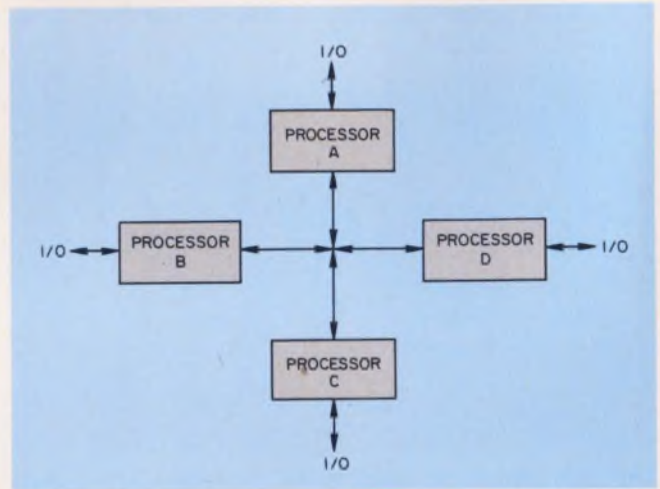 I/O
PROCESSOR
A
I/O
PROCESSOR
B
PROCESSOR
D
I/O
PROCESSOR
C
I/O